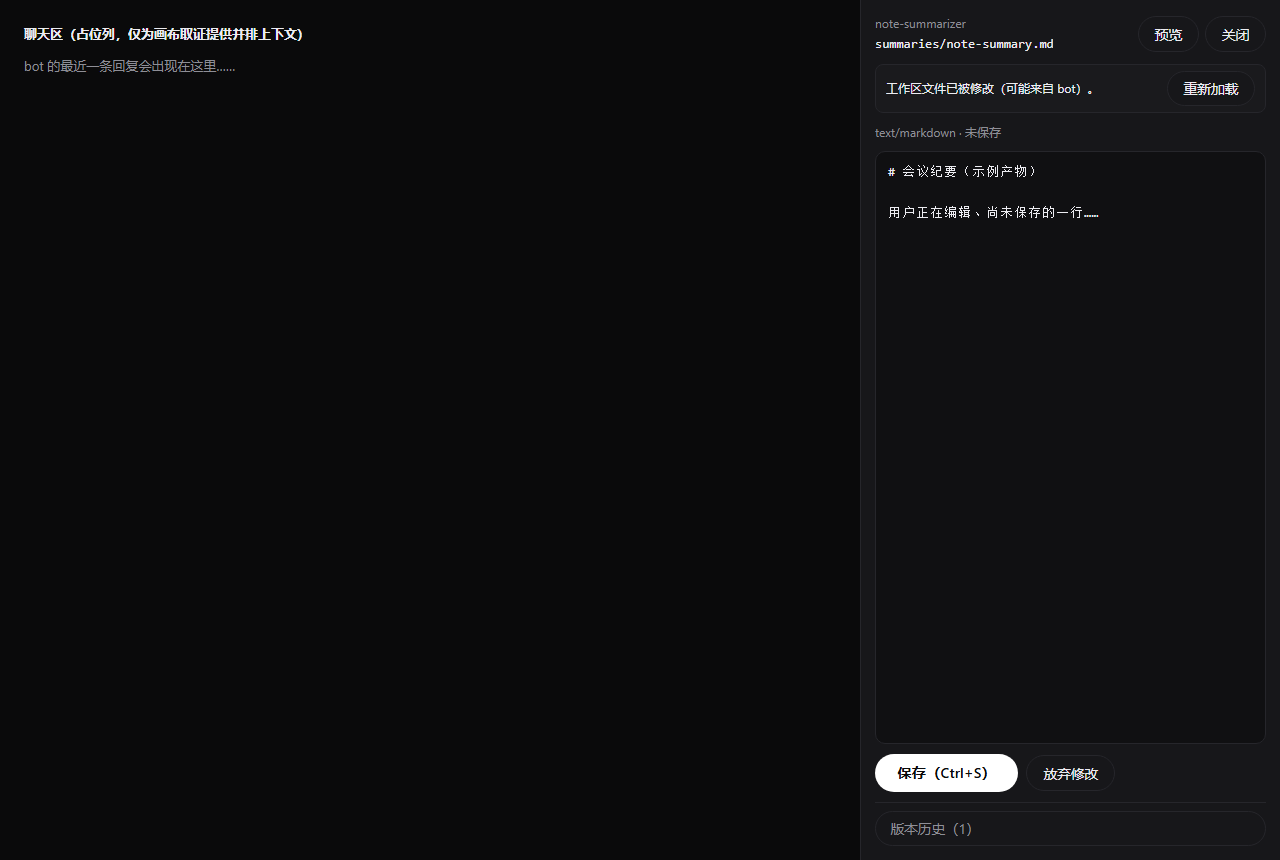 聊天区（占位列，仅为画布取证提供并排上下文）
bot 的最近一条回复会出现在这里……
note-summarizer
summaries/note-summary.md
预览
关闭
工作区文件已被修改（可能来自 bot）。
重新加载
text/markdown · 未保存
# 会议纪要（示例产物）
用户正在编辑、尚未保存的一行……
保存（Ctrl+S）
放弃修改
版本历史（1）